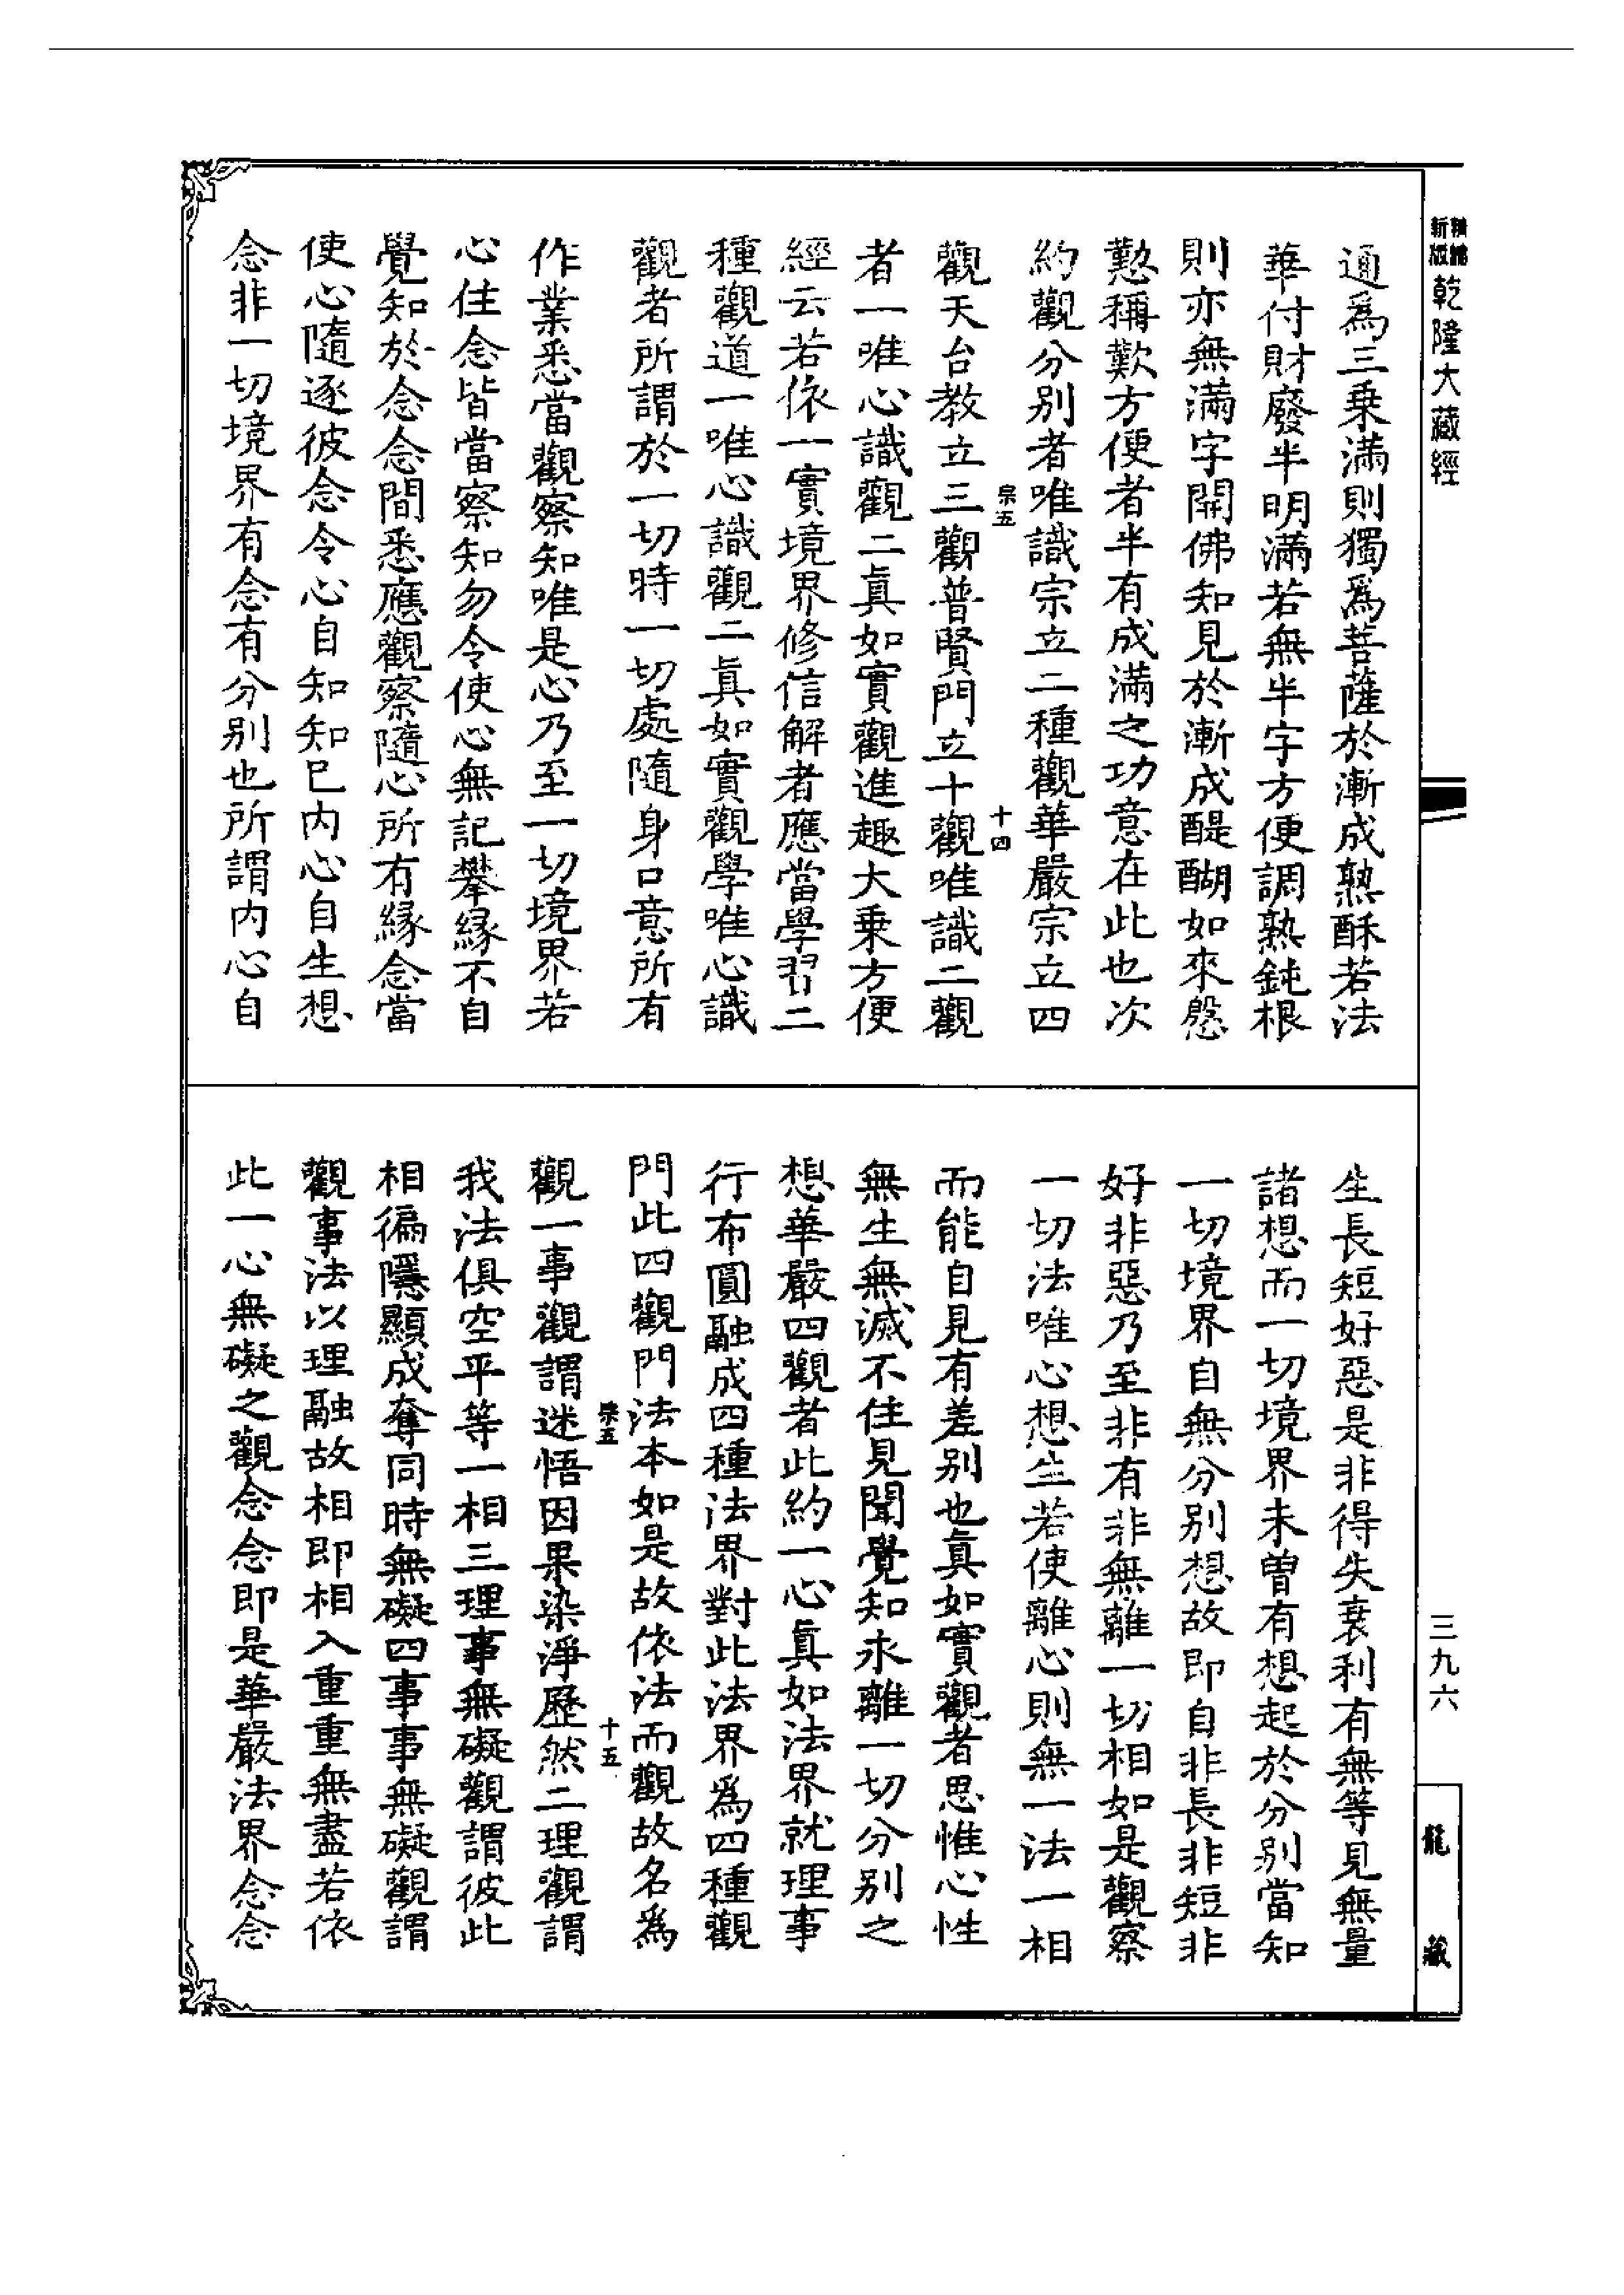 新版
精縮
乾隆大藏經
三九六
龍藏
通爲三乗滿則獨爲菩薩於漸成熟酥若法
華付財廢半明滿若無半字方便調熟鈍根
則亦無滿字開佛知見於漸成醍醐如來慇
懃稱歎方便者半有成滿之功意在此也次
約觀分别者唯識宗立二種觀華嚴宗立四
宗五
十四
觀天台教立三觀普賢門立十觀唯識二觀
者一唯心識觀二眞如實觀進趣大乗方便
經云若依一實境界修信解者應當學習二
種觀道一唯心識觀二眞如實觀學唯心識
觀者所謂於一切時一切處隨身口意所有
作業悉當觀察知唯是心乃至一切境界若
心住念皆當察知勿令使心無記攀緣不自
覺知於念念間悉應觀察隨心所有緣念當
使心隨逐彼念令心自知知已内心自生想
念非一切境界有念有分别也所謂内心自
生長短好惡是非得失衰利有無等見無量
諸想而一切境界未曽有想起於分别當知
一切境界自無分别想故即自非長非短非
好非惡乃至非有非無離一切相如是觀察
一切法唯心想生若使離心則無一法一相
而能自見有差别也眞如實觀者思惟心性
無生無滅不住見聞覺知永離一切分别之
想華嚴四觀者此約一心眞如法界就理事
行布圓融成四種法界對此法界爲四種觀
門此四觀門法本如是故依法而觀故名爲
宗五
十五
觀一事觀謂迷悟因果染淨歷然二理觀謂
我法俱空平等一相三理事無礙觀謂彼此
相徧隱顯成奪同時無礙四事事無礙觀謂
觀事法以理融故相即相入重重無盡若依
此一心無礙之觀念念即是華嚴法界念念